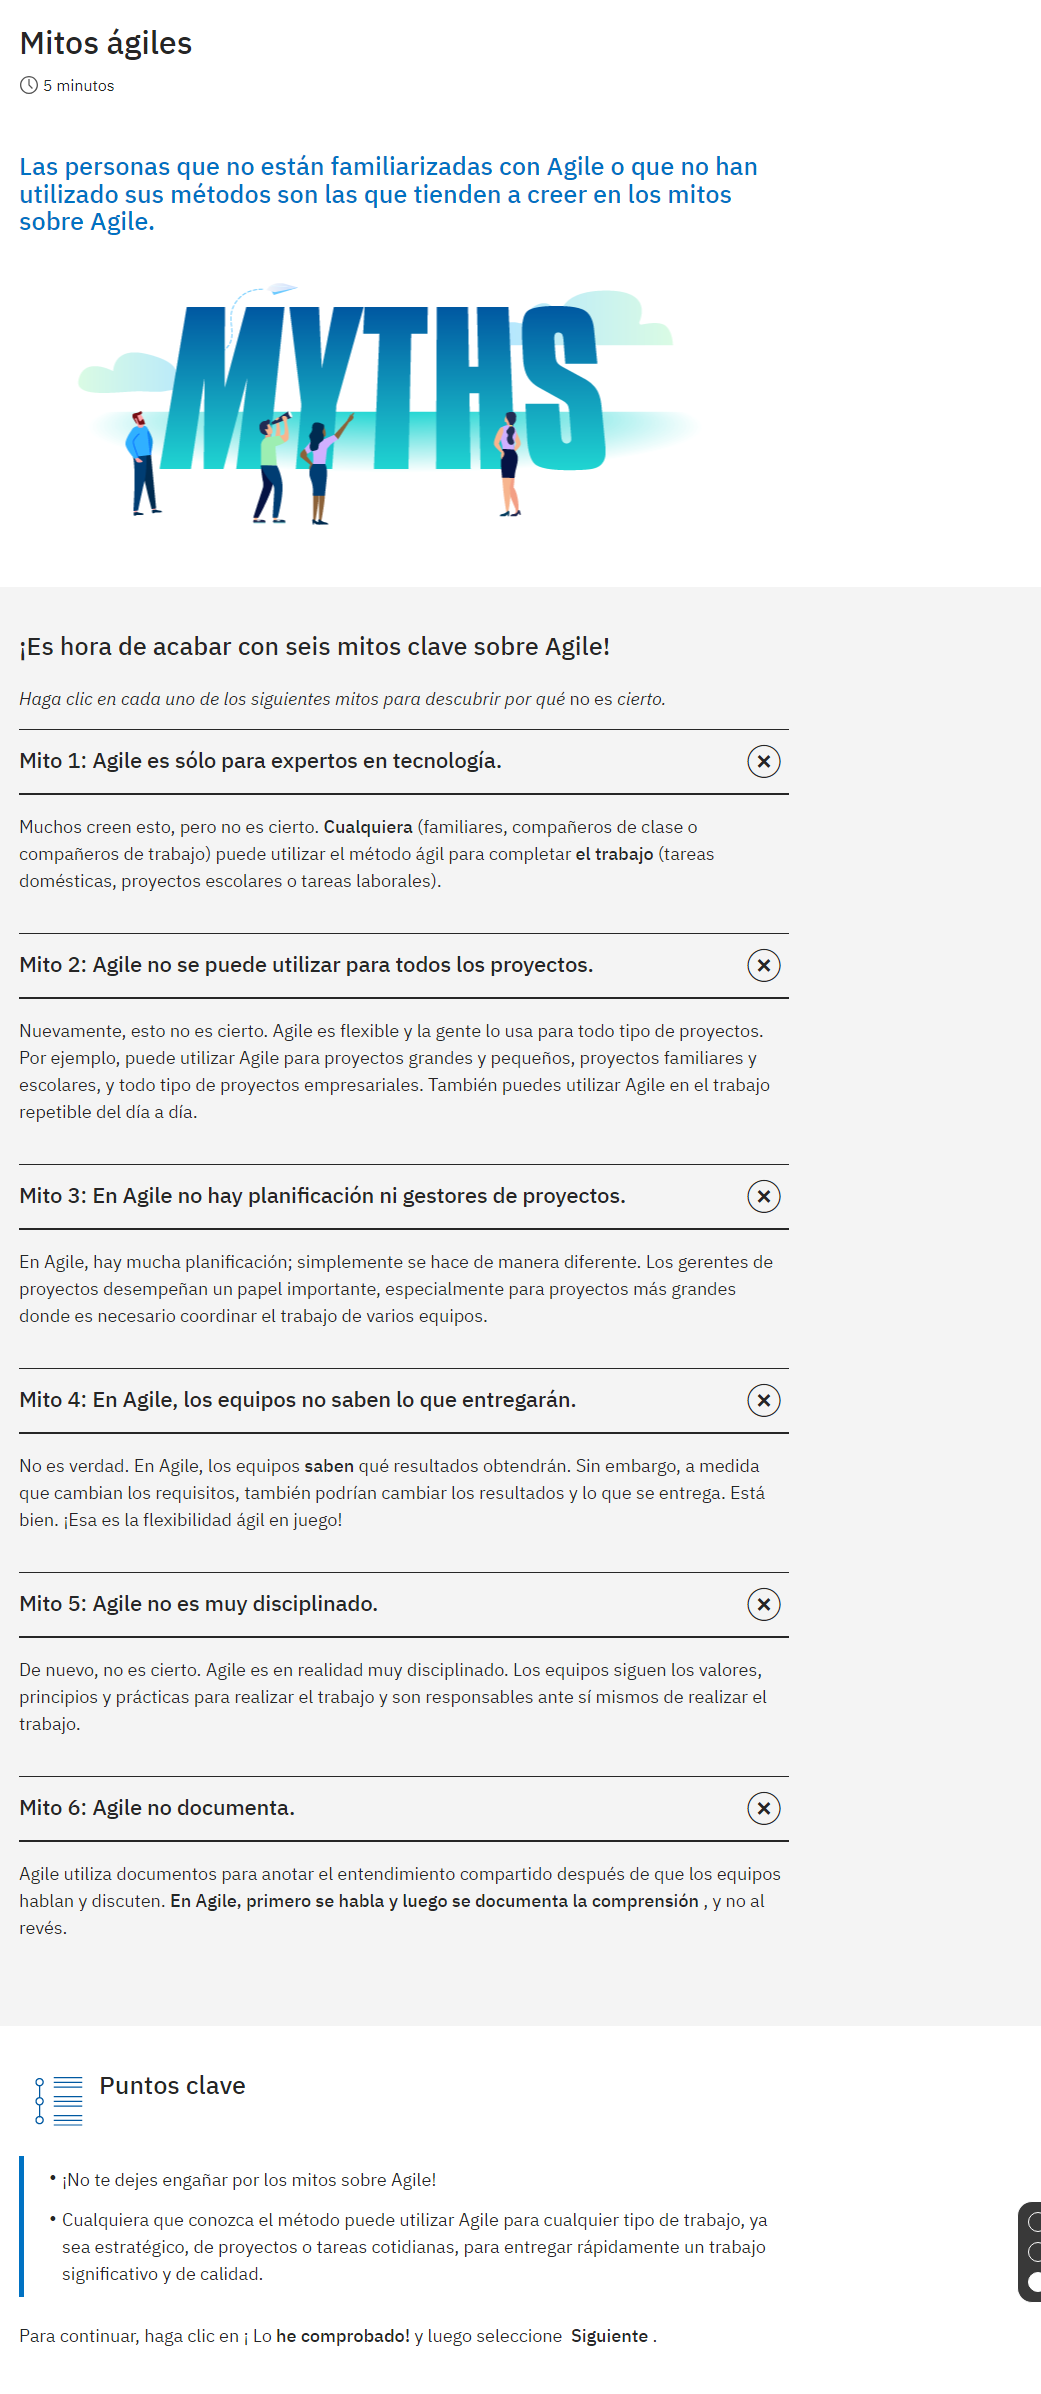 Mitos ágiles
5 minutos
Las personas que no están familiarizadas con Agile o que no han
utilizado sus métodos son las que tienden a creer en los mitos
sobre Agile.
MYTHS
¡Es hora de acabar con seis mitos clave sobre Agile!
Haga clic en cada uno de los siguientes mitos para descubrir por qué no es cierto.
Mito 1: Agile es sólo para expertos en tecnología.
Muchos creen esto, pero no es cierto. Cualquiera (familiares, compañeros de clase o
compañeros de trabajo) puede utilizar el método ágil para completar el trabajo (tareas
domésticas, proyectos escolares o tareas laborales).
Mito 2: Agile no se puede utilizar para todos los proyectos.
Nuevamente, esto no es cierto. Agile es flexible y la gente lo usa para todo tipo de proyectos.
Por ejemplo, puede utilizar Agile para proyectos grandes y pequeños, proyectos familiares y
escolares, y todo tipo de proyectos empresariales. También puedes utilizar Agile en el trabajo
repetible del día a día.
Mito 3: En Agile no hay planificación ni gestores de proyectos.
En Agile, hay mucha planificación; simplemente se hace de manera diferente. Los gerentes de
proyectos desempeñan un papel importante, especialmente para proyectos más grandes
donde es necesario coordinar el trabajo de varios equipos.
Mito 4: En Agile, los equipos no saben lo que entregarán.
No es verdad. En Agile, los equipos saben qué resultados obtendrán. Sin embargo, a medida
que cambian los requisitos, también podrían cambiar los resultados y lo que se entrega. Está
bien. ¡Esa es la flexibilidad ágil en juego!
Mito 5: Agile no es muy disciplinado.
De nuevo, no es cierto. Agile es en realidad muy disciplinado. Los equipos siguen los valores,
principios y prácticas para realizar el trabajo y son responsables ante sí mismos de realizar el
trabajo.
Mito 6: Agile no documenta.
Agile utiliza documentos para anotar el entendimiento compartido después de que los equipos
hablan y discuten. En Agile, primero se habla y luego se documenta la comprensión , y no al
revés.
Puntos clave
• ¡No te dejes engañar por los mitos sobre Agile!
• Cualquiera que conozca el método puede utilizar Agile para cualquier tipo de trabajo, ya
sea estratégico, de proyectos o tareas cotidianas, para entregar rápidamente un trabajo
significativo y de calidad.
Para continuar, haga clic en ¡ Lo he comprobado! y luego seleccione Siguiente .